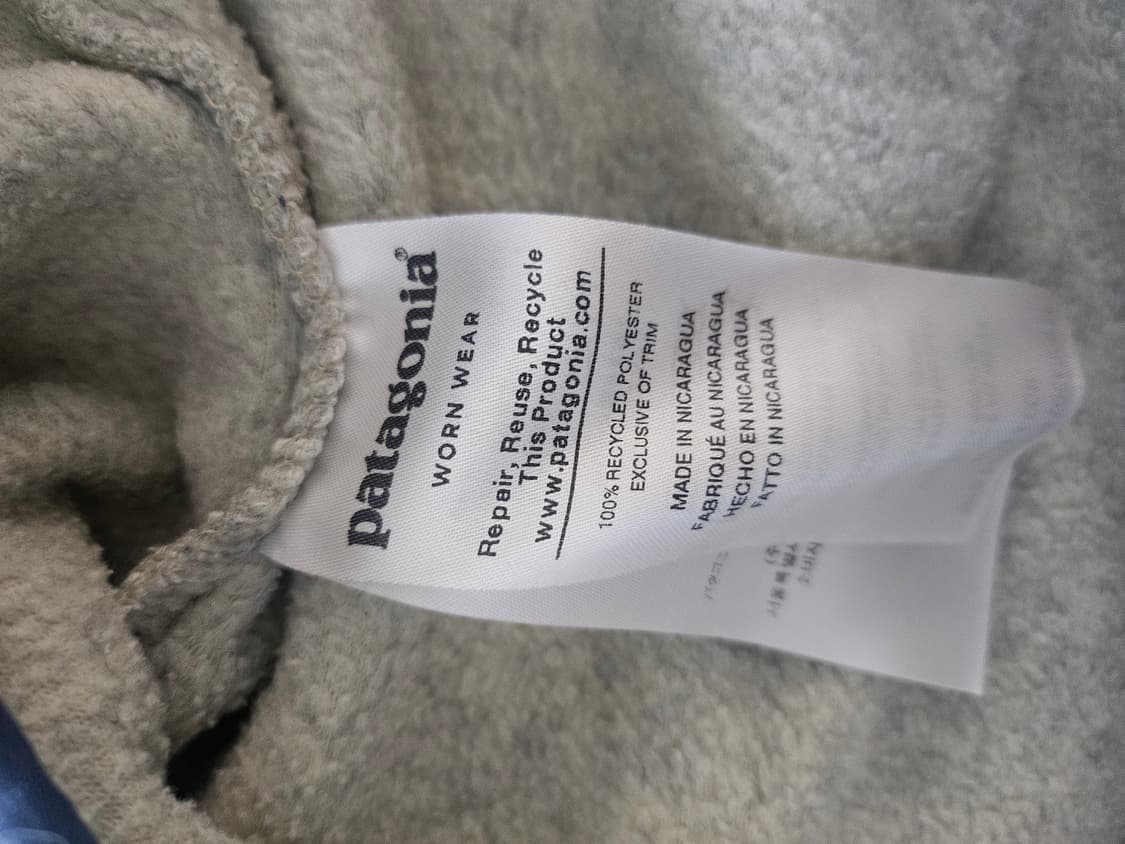 patagonia®
WORN WEAR
Repair, Reuse, Recycle
This Product
www.patagonia.com
100% RECYCLED POLYESTER
EXCLUSIVE OF TRIM
MADE IN NICARAGUA
FABRIQUÉ AU NICARAGUA
HECHO EN NICARAGUA
FATTO IN NICARAGUA